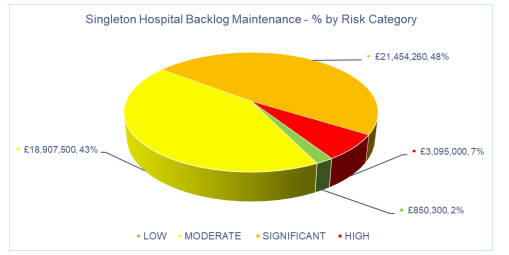 Singleton Hospital Backlog Maintenance - % by Risk Category
£21,454,260, 48%
£18,907,500, 43%
£3,095,000, 7%
£850,300, 2%
LOW MODERATE SIGNIFICANT HIGH